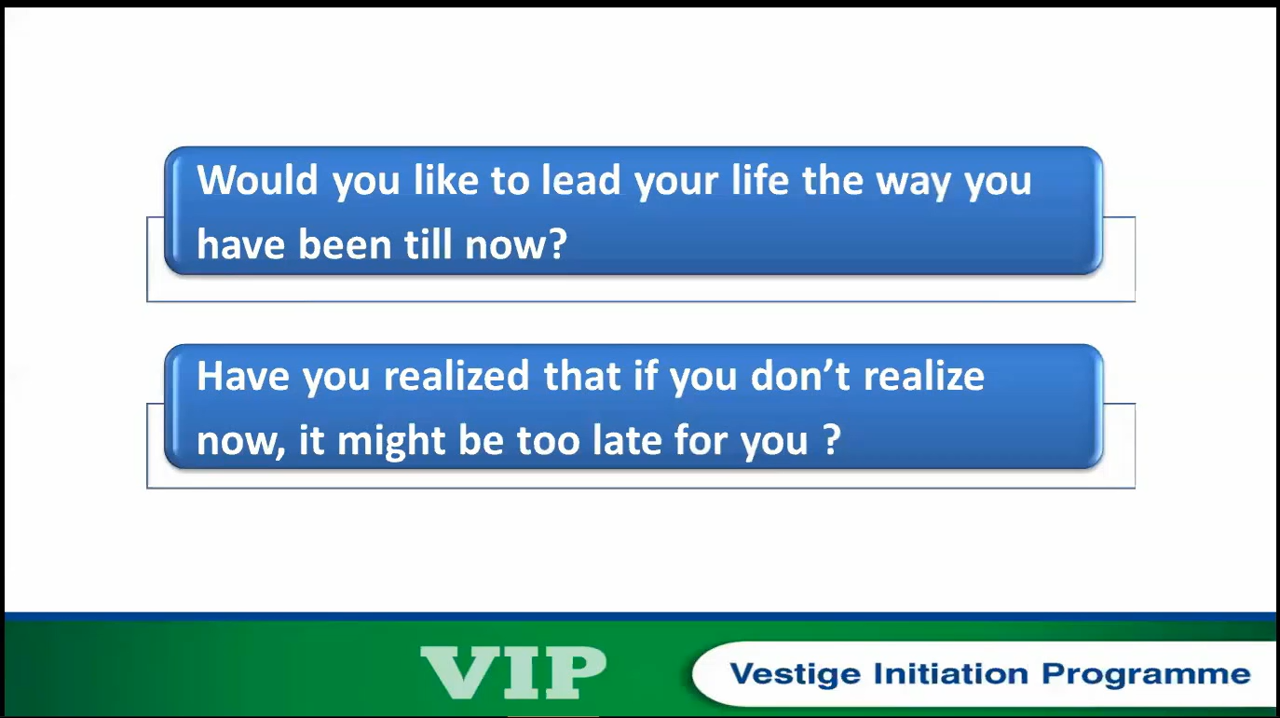 Would you like to lead your life the way you
have been till now?
Have you realized that if you don’t realize
now, it might be too late for you ?
VIP
Vestige Initiation Programme